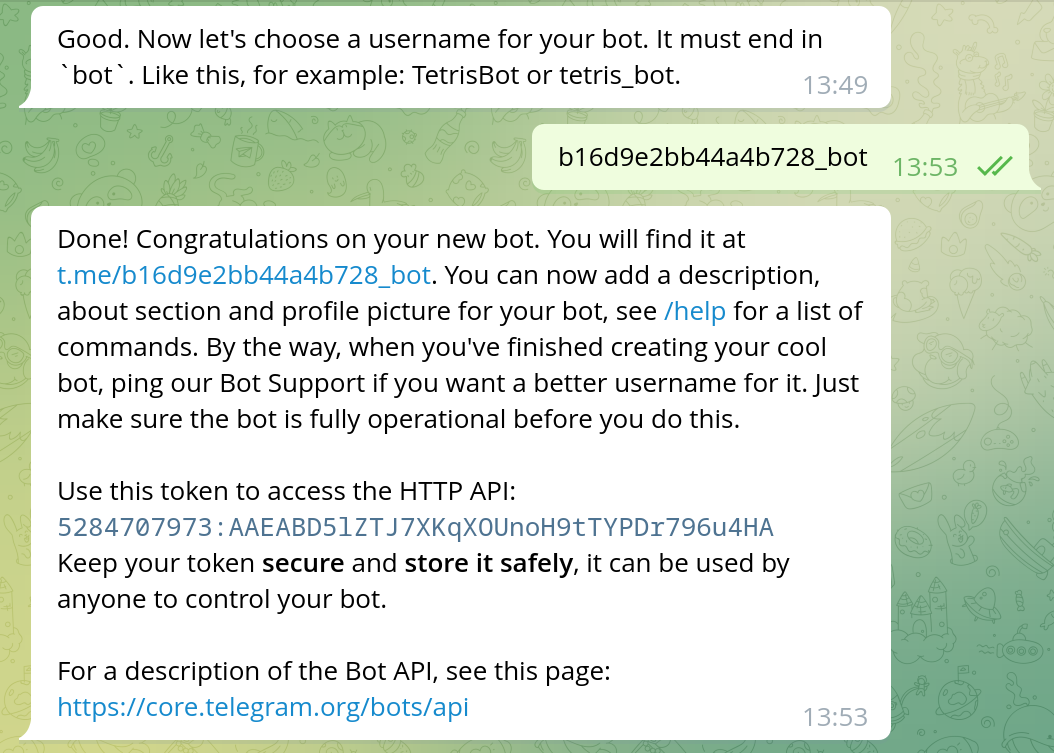 Good. Now let's choose a username for your bot. It must end in
`bot`. Like this, for example: TetrisBot or tetris_bot.
13:49
b16d9e2bb44a4b728_bot
13:53
Done! Congratulations on your new bot. You will find it at
t.me/b16d9e2bb44a4b728_bot. You can now add a description,
about section and profile picture for your bot, see /help for a list of
commands. By the way, when you've finished creating your cool
bot, ping our Bot Support if you want a better username for it. Just
make sure the bot is fully operational before you do this.
Use this token to access the HTTP API:
5284707973:AAEABD5lZTJ7XKqXOUnoH9tTYPDr796u4HA
Keep your token secure and store it safely, it can be used by
anyone to control your bot.
For a description of the Bot API, see this page:
https://core.telegram.org/bots/api
13:53